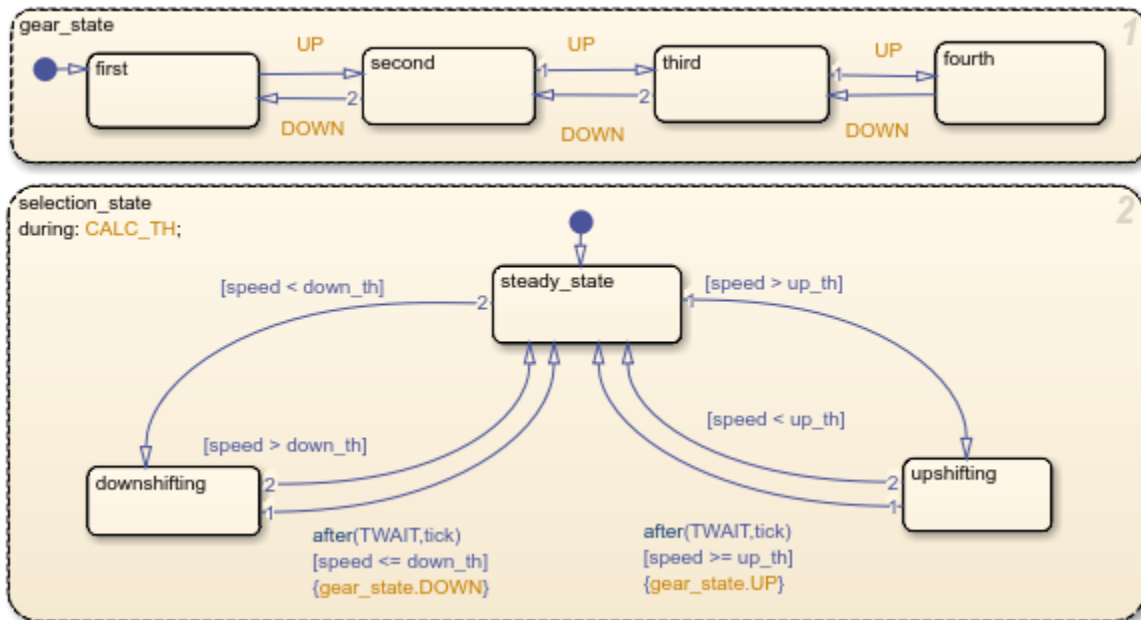 gear_state
1
first
UP
second
UP
third
UP
fourth
1
1
2
2
DOWN
DOWN
DOWN
selection_state
2
during: CALC_TH;
steady_state
[speed < down_th]
2
1
[speed > up_th]
[speed > down_th]
[speed < up_th]
downshifting
2
1
2
1
upshifting
after(TWAIT,tick)
[speed <= down_th]
{gear_state.DOWN}
after(TWAIT,tick)
[speed >= up_th]
{gear_state.UP}